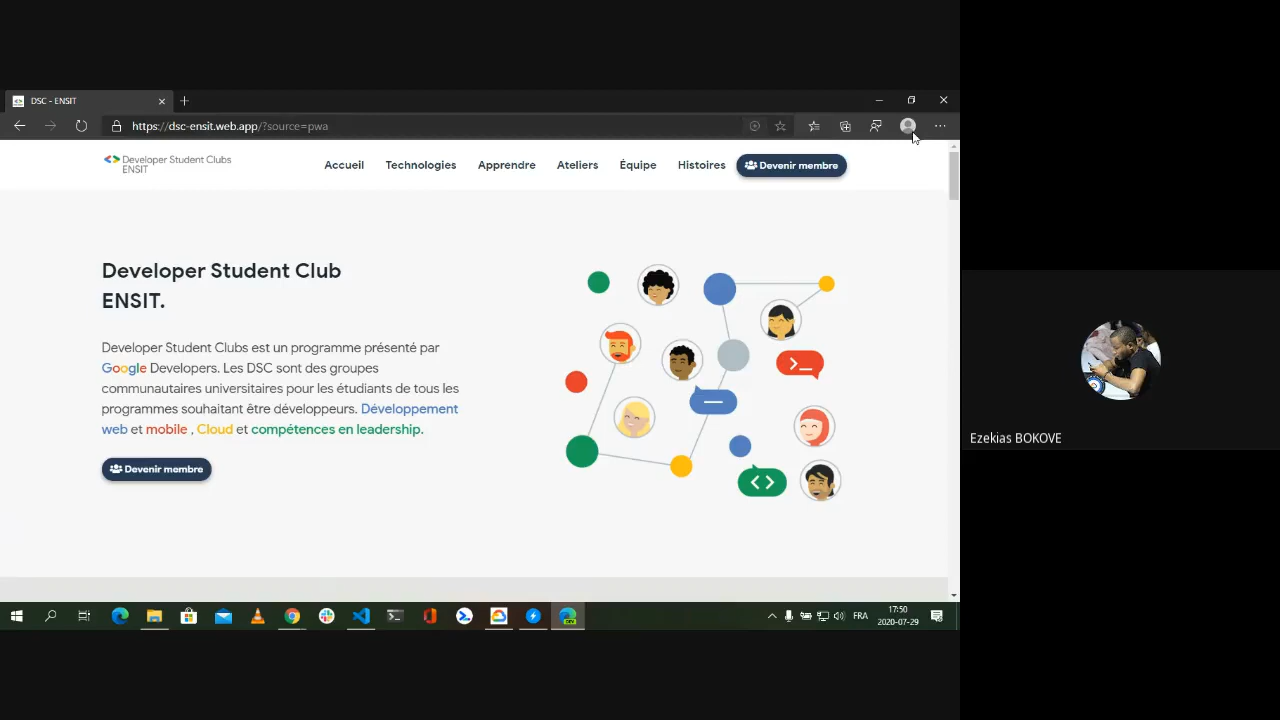 DSC - ENSIT
https://dsc-ensit.web.app/?source=pwa
Developer Student Clubs
ENSIT
Accueil
Technologies
Apprendre
Ateliers
Équipe
Histoires
Devenir membre
Developer Student Club
ENSIT.
Developer Student Clubs est un programme présenté par
Google Developers. Les DSC sont des groupes
communautaires universitaires pour les étudiants de tous les
programmes souhaitant être développeurs. Développement
web et mobile , Cloud et compétences en leadership.
Devenir membre
Ezekias BOKOVE
DEV
FRA
17:50
2020-07-29